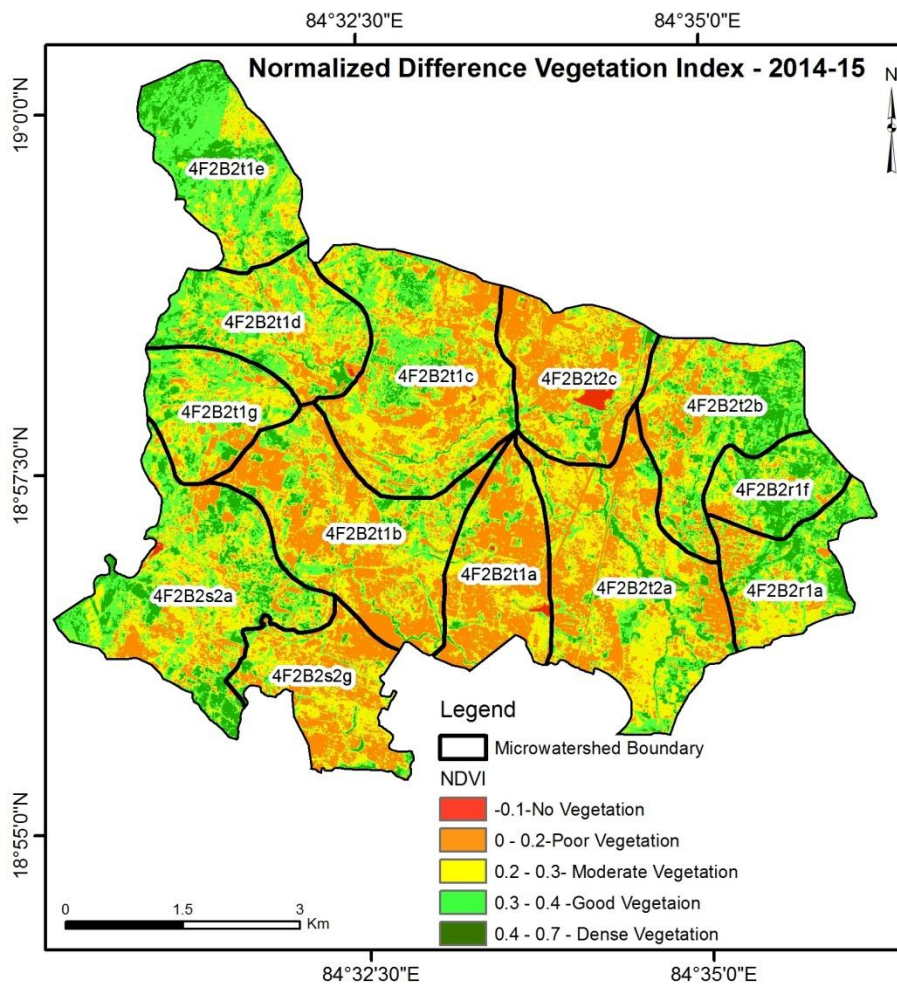 84°32'30"E
84°35'0"E
Normalized Difference Vegetation Index - 2014-15
N
19°0'0"N
4F2B2t1e
4F2B2t1d
4F2B2t1c
4F2B2t2c
4F2B2t2b
4F2B2t1g
18°57'30"N
4F2B2r1f
4F2B2t1b
4F2B2t1a
4F2B2t2a
4F2B2r1a
4F2B2s2a
4F2B2s2g
Legend
Microwatershed Boundary
NDVI
-0.1-No Vegetation
18°55'0"N
0 - 0.2-Poor Vegetation
0.2 - 0.3- Moderate Vegetation
0.3 - 0.4 -Good Vegetaion
0 1.5 3
Km
0.4 - 0.7 - Dense Vegetation
84°32'30"E
84°35'0"E